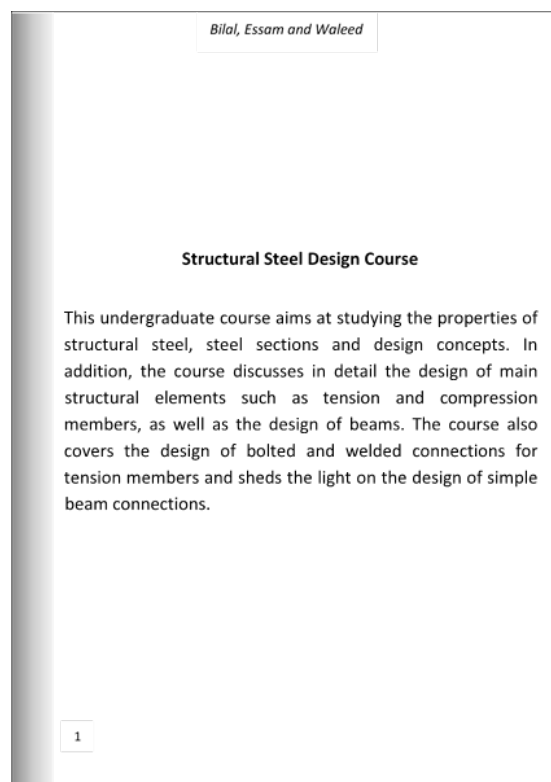 Bilal, Essam and Waleed
Structural Steel Design Course
This undergraduate course aims at studying the properties of
structural steel, steel sections and design concepts. In
addition, the course discusses in detail the design of main
structural elements such as tension and compression
members, as well as the design of beams. The course also
covers the design of bolted and welded connections for
tension members and sheds the light on the design of simple
beam connections.
1